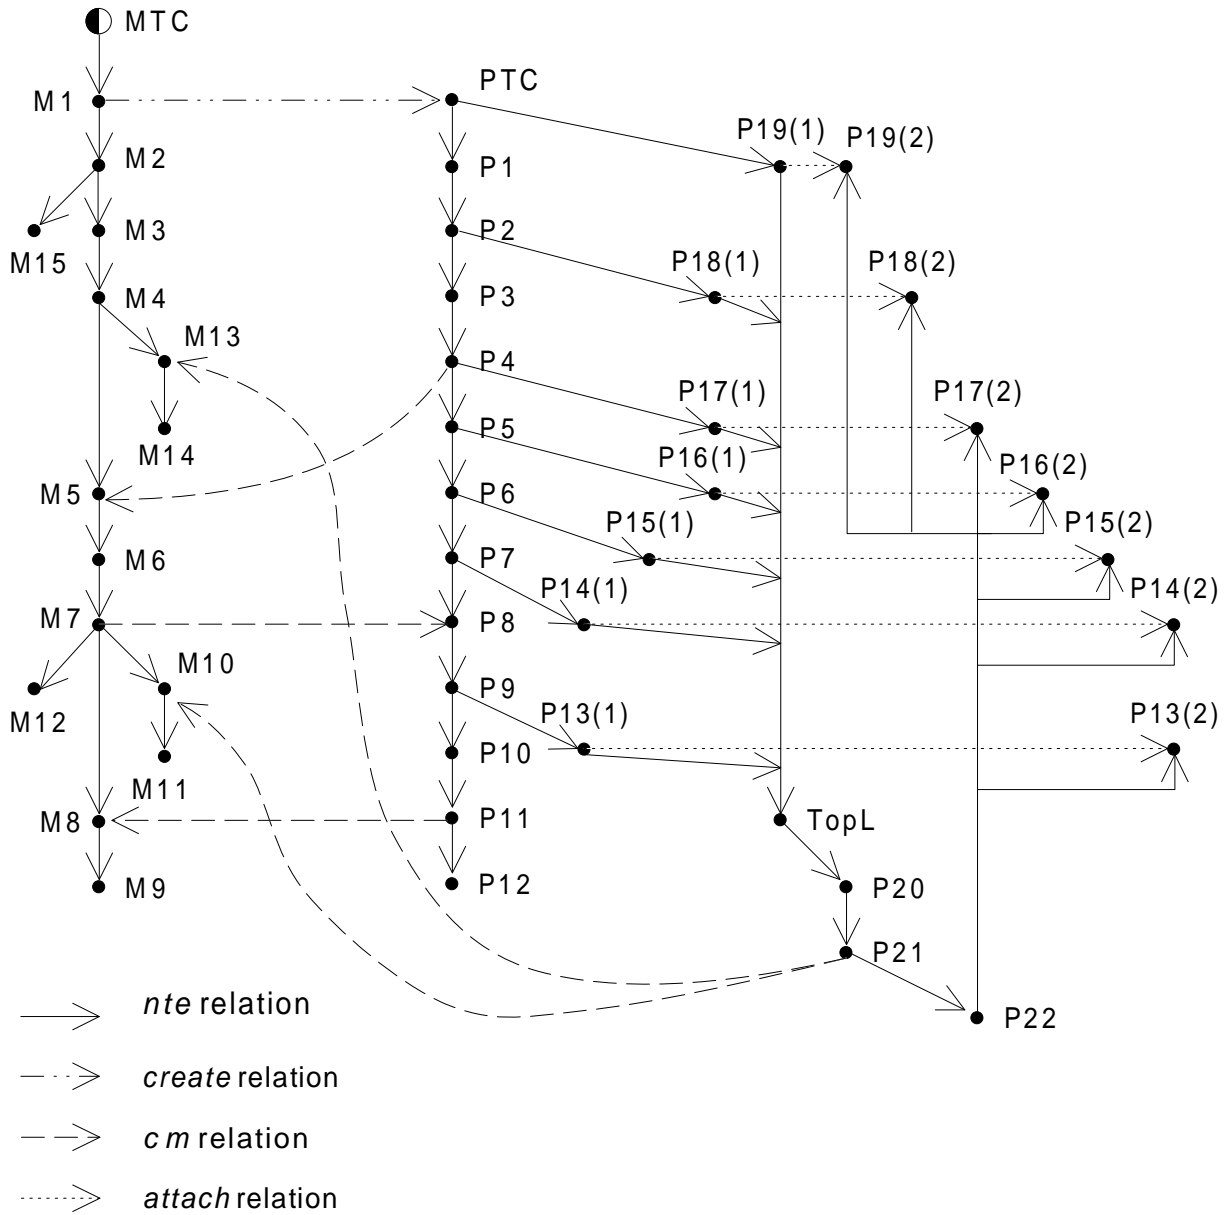 MTC
PTC
M1
P19(1)
P19(2)
M2
P1
M3
P2
M15
P18(1)
P18(2)
M4
P3
M13
P4
P17(1)
P17(2)
P5
M14
P16(1)
P16(2)
M5
P6
P15(1)
P15(2)
M6
P7
P14(1)
P14(2)
M7
P8
M10
P9
M12
P13(1)
P13(2)
P10
M11
M8
P11
TopL
M9
P12
P20
P21
nte relation
P22
create relation
cm relation
attach relation